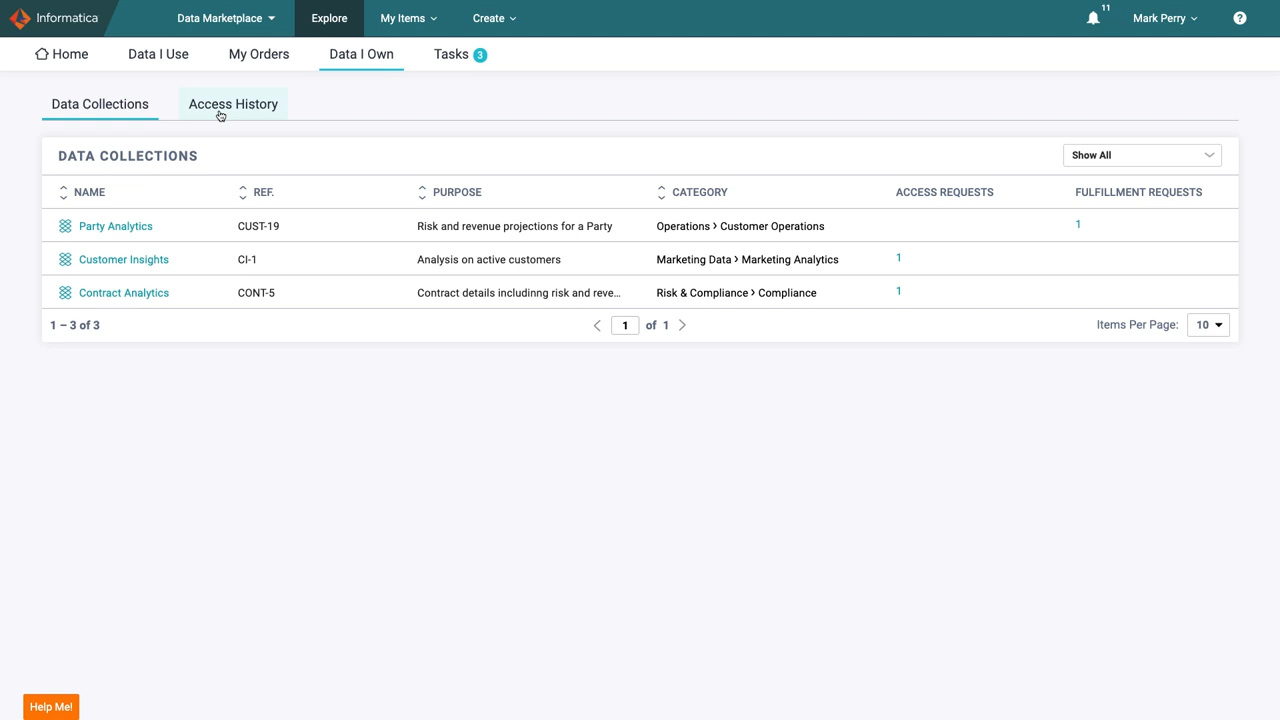 Informatica Data Marketplace Explore My Items Create 11 Mark Perry ?
Home Data I Use My Orders Data I Own Tasks 3
Data Collections Access History
DATA COLLECTIONS Show All
NAME REF. PURPOSE CATEGORY ACCESS REQUESTS FULFILLMENT REQUESTS
Party Analytics CUST-19 Risk and revenue projections for a Party Operations > Customer Operations 1
Customer Insights CI-1 Analysis on active customers Marketing Data > Marketing Analytics 1
Contract Analytics CONT-5 Contract details includinng risk and reve... Risk & Compliance > Compliance 1
1 – 3 of 3 1 of 1 Items Per Page: 10
Help Me!